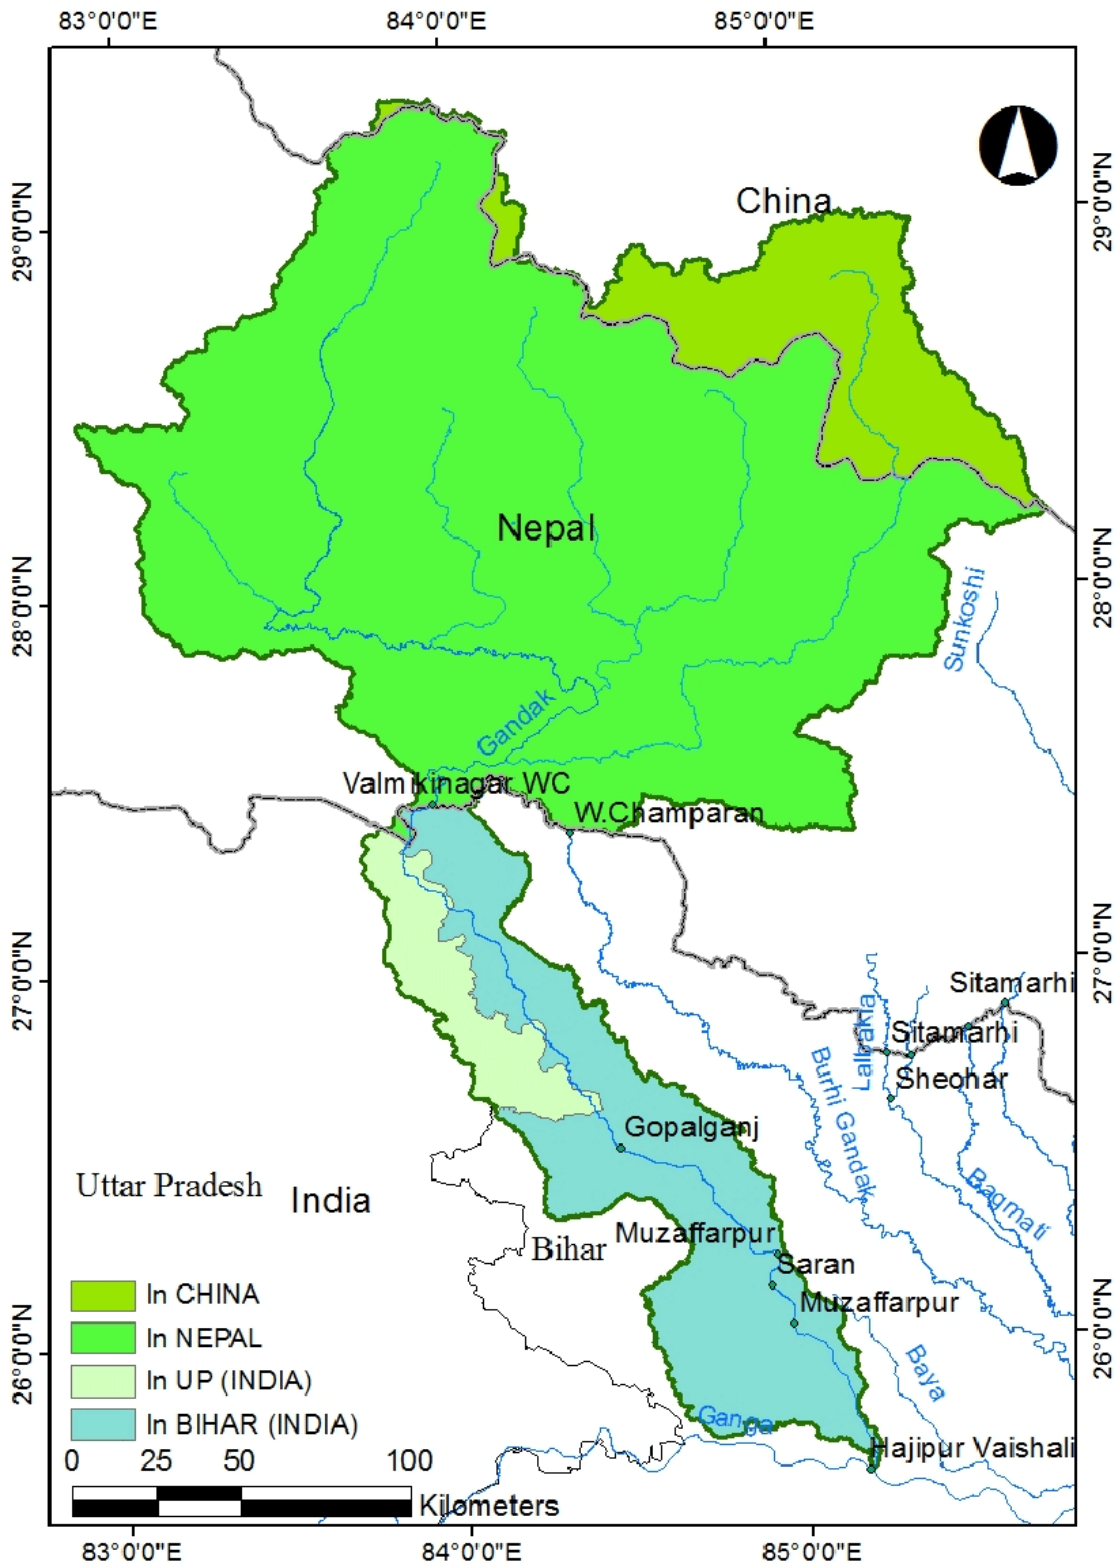 83°0'0"E 84°0'0"E 85°0'0"E
29°0'0"N
29°0'0"N
China
Nepal
28°0'0"N
28°0'0"N
Sunkoshi
Gandak
Valmikinagar WC
W.Champaran
27°0'0"N
27°0'0"N
Sitamarhi
Lalbakia
Sitamarhi
Sheohar
Burhi Gandak
Gopalganj
Bagmati
Uttar Pradesh
India
Bihar
Muzaffarpur
Saran
Muzaffarpur
26°0'0"N
26°0'0"N
Baya
In CHINA
In NEPAL
In UP (INDIA)
In BIHAR (INDIA)
Ganga
Hajipur Vaishali
0 25 50 100
Kilometers
83°0'0"E 84°0'0"E 85°0'0"E